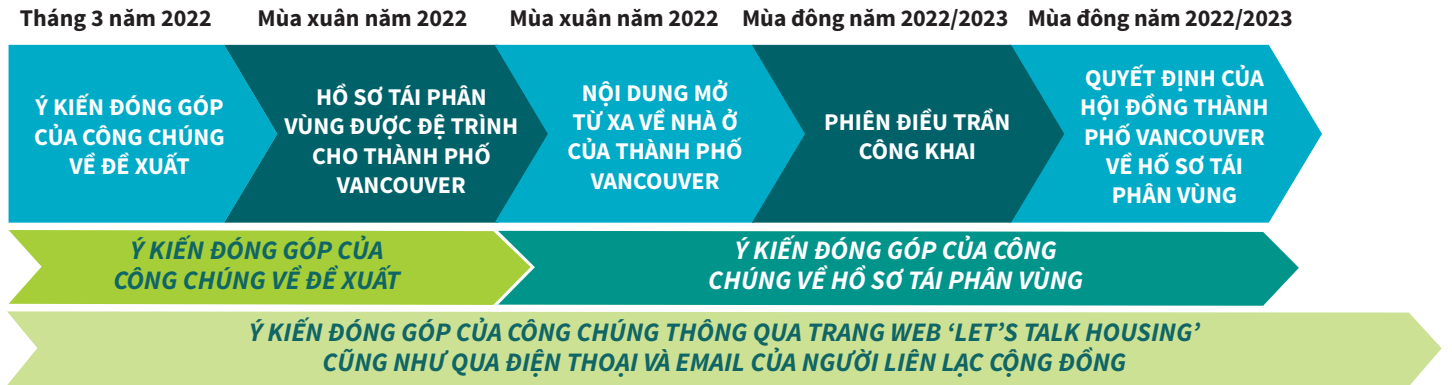 Tháng 3 năm 2022
Mùa xuân năm 2022
Mùa xuân năm 2022
Mùa đông năm 2022/2023
Mùa đông năm 2022/2023
Ý KIẾN ĐÓNG GÓP
CỦA CÔNG CHÚNG
VỀ ĐỀ XUẤT
HỒ SƠ TÁI PHÂN
VÙNG ĐƯỢC ĐỆ TRÌNH
CHO THÀNH PHỐ
VANCOUVER
NỘI DUNG MỞ
TỪ XA VỀ NHÀ Ở
CỦA THÀNH PHỐ
VANCOUVER
PHIÊN ĐIỀU TRẦN
CÔNG KHAI
QUYẾT ĐỊNH CỦA
HỘI ĐỒNG THÀNH
PHỐ VANCOUVER
VỀ HỐ SƠ TÁI
PHÂN VÙNG
Ý KIẾN ĐÓNG GÓP CỦA
CÔNG CHÚNG VỀ ĐỀ XUẤT
Ý KIẾN ĐÓNG GÓP CỦA CÔNG
CHÚNG VỀ HỒ SƠ TÁI PHÂN VÙNG
Ý KIẾN ĐÓNG GÓP CỦA CÔNG CHÚNG THÔNG QUA TRANG WEB ‘LET’S TALK HOUSING’
CŨNG NHƯ QUA ĐIỆN THOẠI VÀ EMAIL CỦA NGƯỜI LIÊN LẠC CỘNG ĐỒNG